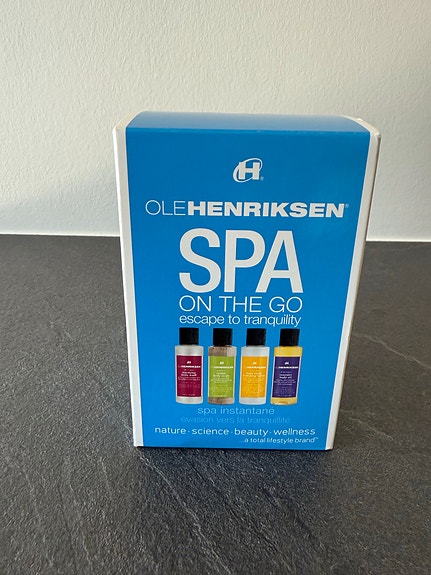 H®
OLEHENRIKSEN®
SPA
ON THE GO
escape to tranquility
spa instantané
évasion vers la tranquillité
nature · science · beauty · wellness
...a total lifestyle brand™